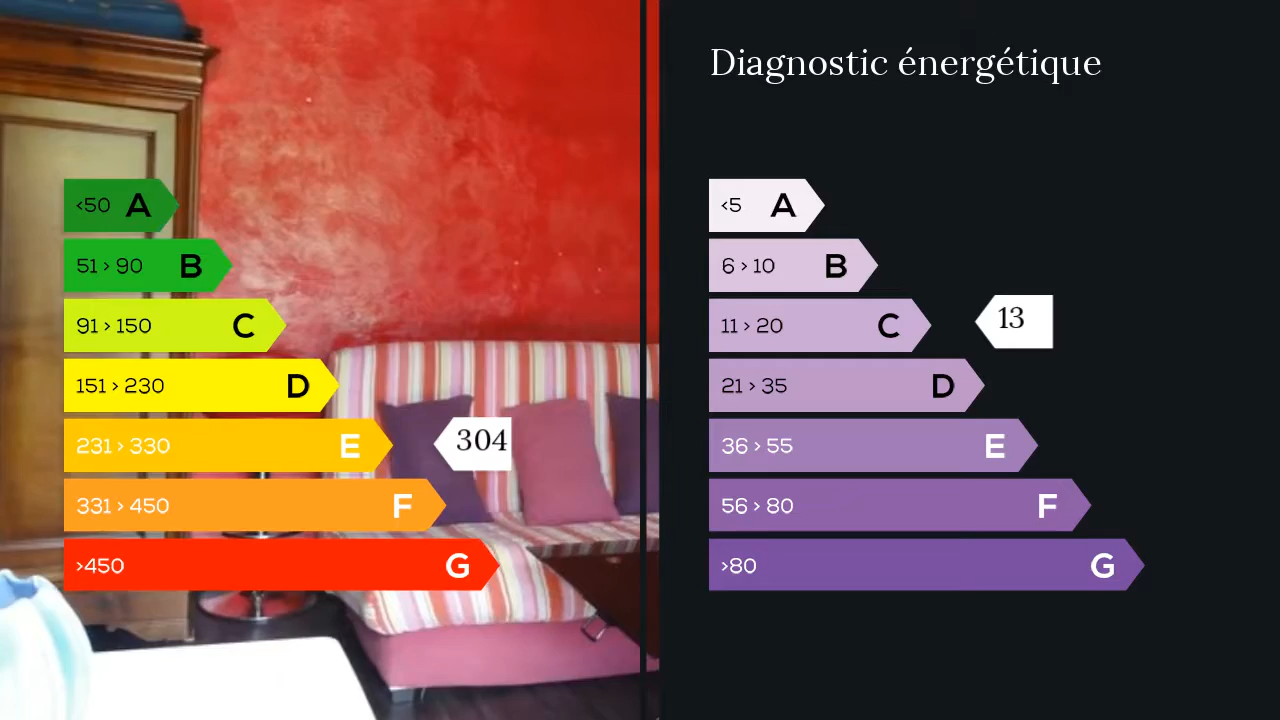 Diagnostic énergétique
<50 A
51 > 90 B
91 > 150 C
151 > 230 D
231 > 330 E
304
331 > 450 F
>450 G
<5 A
6 > 10 B
11 > 20 C
13
21 > 35 D
36 > 55 E
56 > 80 F
>80 G